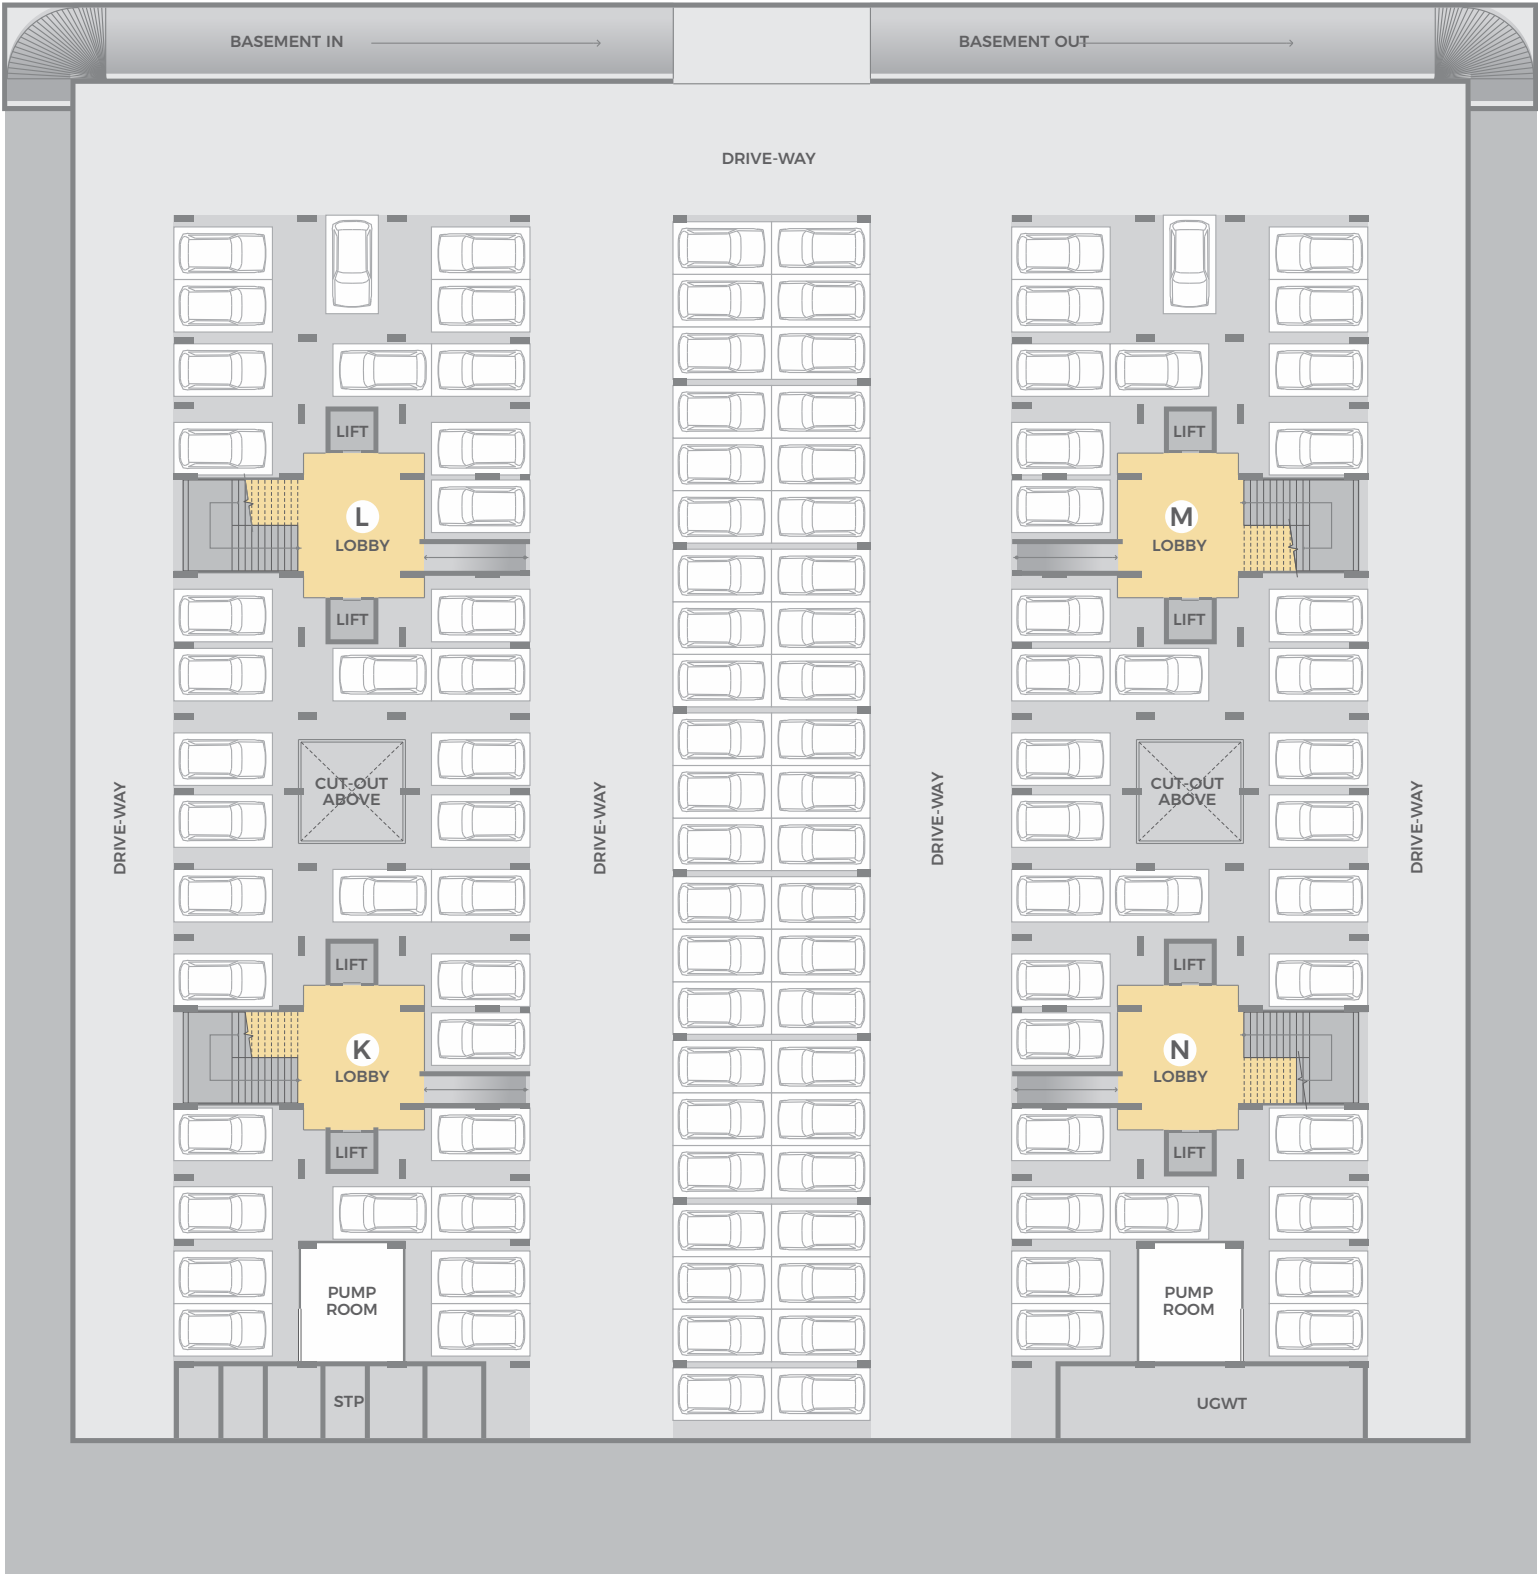 BASEMENT IN
BASEMENT OUT
DRIVE-WAY
LIFT
LIFT
L
LOBBY
M
LOBBY
LIFT
LIFT
CUT-OUT
ABOVE
CUT-OUT
ABOVE
DRIVE-WAY
DRIVE-WAY
DRIVE-WAY
DRIVE-WAY
LIFT
LIFT
K
LOBBY
N
LOBBY
LIFT
LIFT
PUMP
ROOM
PUMP
ROOM
STP
UGWT